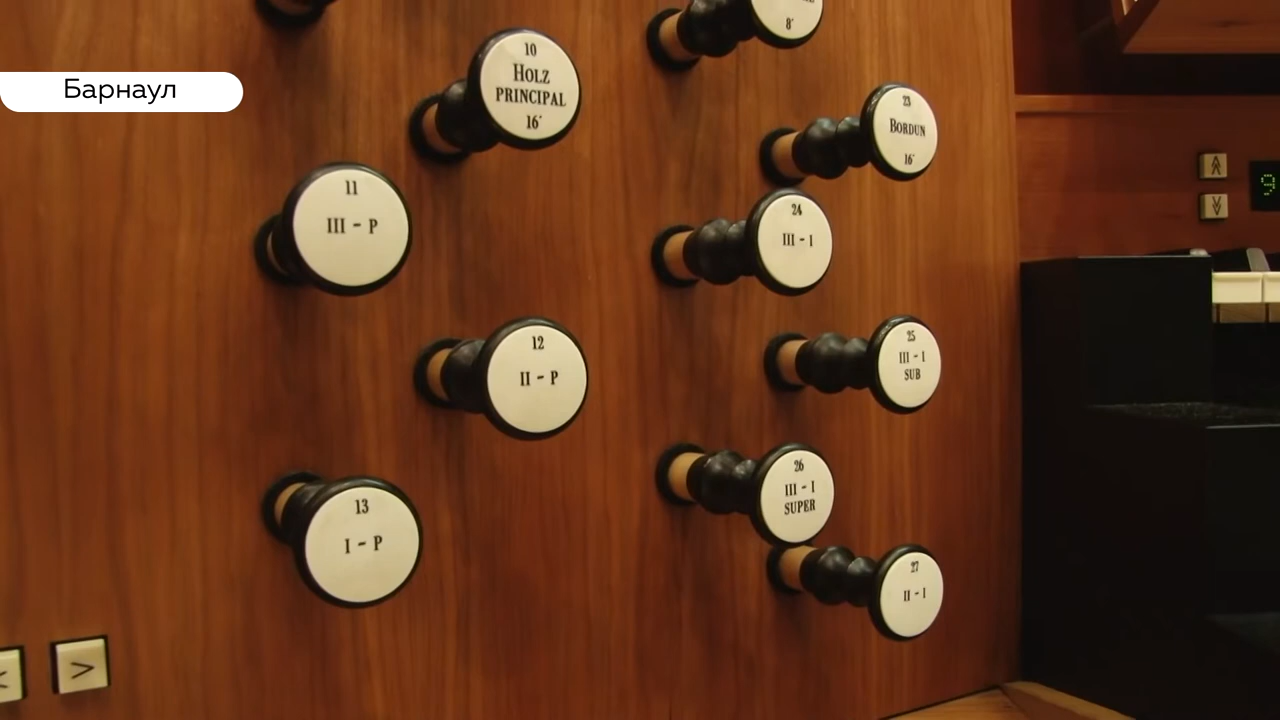 Барнаул
8'
10
HOLZ
PRINCIPAL
16'
23
BORDUN
16'
11
III - P
24
III - I
12
II - P
25
III - I
SUB
13
I - P
26
III - I
SUPER
27
II - I
9
>